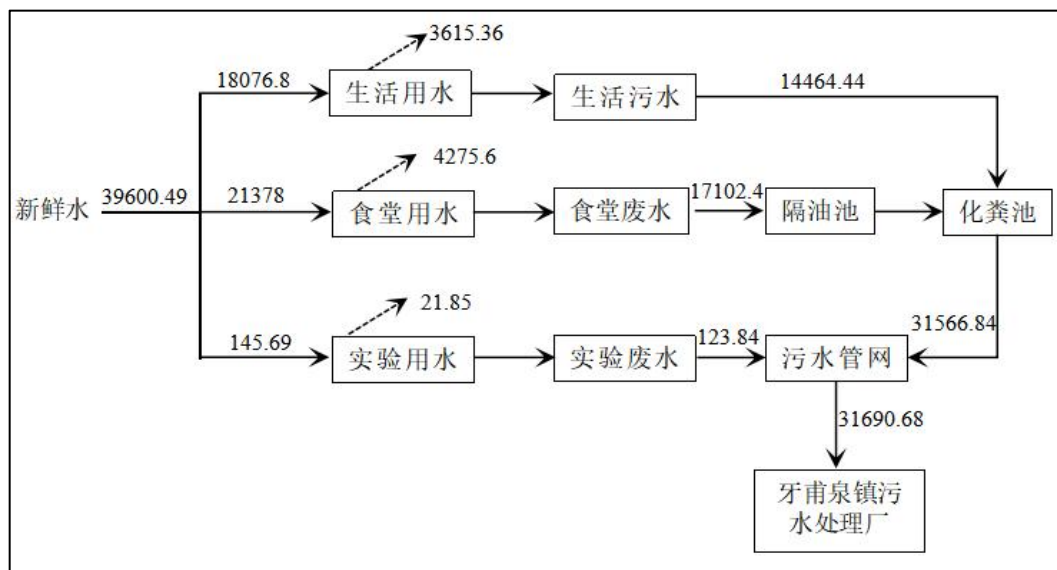 3615.36
18076.8
生活用水
生活污水
14464.44
4275.6
新鲜水
39600.49
21378
食堂用水
食堂废水
17102.4
隔油池
化粪池
21.85
145.69
实验用水
实验废水
123.84
污水管网
31566.84
31690.68
牙甫泉镇污
水处理厂